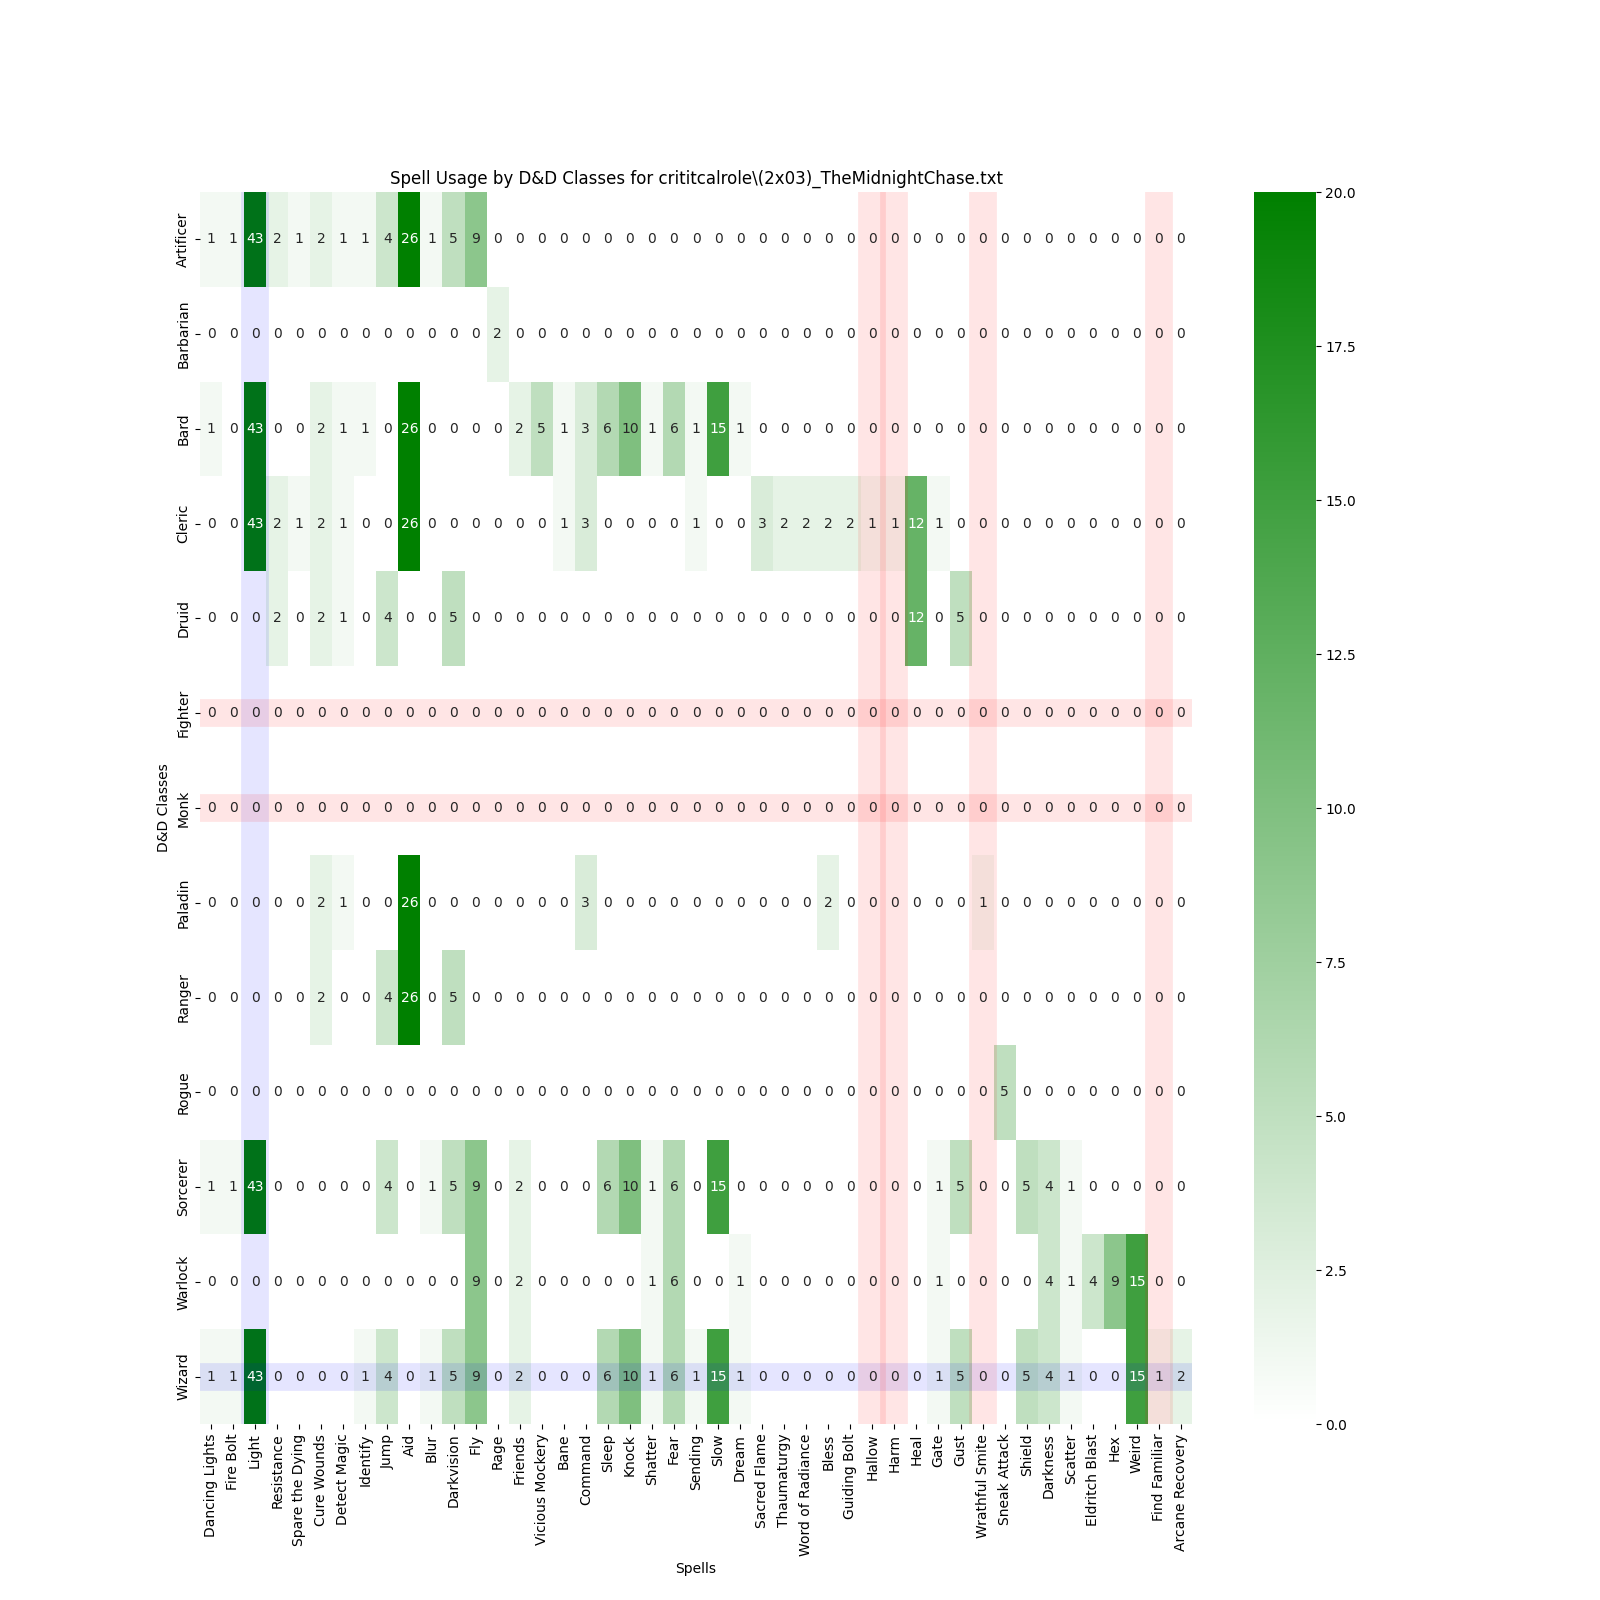 Spell Usage by D&D Classes for crititcalrole\(2x03)_TheMidnightChase.txt
D&D Classes
Artificer 1 1 43 2 1 2 1 1 4 26 1 5 9 0 0 0 0 0 0 0 0 0 0 0 0 0 0 0 0 0 0 0 0 0 0 0 0 0 0 0 0 0 0 0 0
Barbarian 0 0 0 0 0 0 0 0 0 0 0 0 0 2 0 0 0 0 0 0 0 0 0 0 0 0 0 0 0 0 0 0 0 0 0 0 0 0 0 0 0 0 0 0 0
Bard 1 0 43 0 0 2 1 1 0 26 0 0 0 0 2 5 1 3 6 10 1 6 1 15 1 0 0 0 0 0 0 0 0 0 0 0 0 0 0 0 0 0 0 0 0
Cleric 0 0 43 2 1 2 1 0 0 26 0 0 0 0 0 0 1 3 0 0 0 0 1 0 0 3 2 2 2 2 1 1 12 1 0 0 0 0 0 0 0 0 0 0 0
Druid 0 0 0 2 0 2 1 0 4 0 0 5 0 0 0 0 0 0 0 0 0 0 0 0 0 0 0 0 0 0 0 0 12 0 5 0 0 0 0 0 0 0 0 0 0
Fighter 0 0 0 0 0 0 0 0 0 0 0 0 0 0 0 0 0 0 0 0 0 0 0 0 0 0 0 0 0 0 0 0 0 0 0 0 0 0 0 0 0 0 0 0 0
Monk 0 0 0 0 0 0 0 0 0 0 0 0 0 0 0 0 0 0 0 0 0 0 0 0 0 0 0 0 0 0 0 0 0 0 0 0 0 0 0 0 0 0 0 0 0
Paladin 0 0 0 0 0 2 1 0 0 26 0 0 0 0 0 0 0 3 0 0 0 0 0 0 0 0 0 0 2 0 0 0 0 0 0 1 0 0 0 0 0 0 0 0 0
Ranger 0 0 0 0 0 2 0 0 4 26 0 5 0 0 0 0 0 0 0 0 0 0 0 0 0 0 0 0 0 0 0 0 0 0 0 0 0 0 0 0 0 0 0 0 0
Rogue 0 0 0 0 0 0 0 0 0 0 0 0 0 0 0 0 0 0 0 0 0 0 0 0 0 0 0 0 0 0 0 0 0 0 0 0 5 0 0 0 0 0 0 0 0
Sorcerer 1 1 43 0 0 0 0 0 4 0 1 5 9 0 2 0 0 0 6 10 1 6 0 15 0 0 0 0 0 0 0 0 0 1 5 0 0 5 4 1 0 0 0 0 0
Warlock 0 0 0 0 0 0 0 0 0 0 0 0 9 0 2 0 0 0 0 0 1 6 0 0 1 0 0 0 0 0 0 0 0 1 0 0 0 0 4 1 4 9 15 0 0
Wizard 1 1 43 0 0 0 0 1 4 0 1 5 9 0 2 0 0 0 6 10 1 6 1 15 1 0 0 0 0 0 0 0 0 1 5 0 0 5 4 1 0 0 15 1 2
Dancing Lights
Fire Bolt
Light
Resistance
Spare the Dying
Cure Wounds
Detect Magic
Identify
Jump
Aid
Blur
Darkvision
Fly
Rage
Friends
Vicious Mockery
Bane
Command
Sleep
Knock
Shatter
Fear
Sending
Slow
Dream
Sacred Flame
Thaumaturgy
Word of Radiance
Bless
Guiding Bolt
Hallow
Harm
Heal
Gate
Gust
Wrathful Smite
Sneak Attack
Shield
Darkness
Scatter
Eldritch Blast
Hex
Weird
Find Familiar
Arcane Recovery
Spells
20.0
17.5
15.0
12.5
10.0
7.5
5.0
2.5
0.0